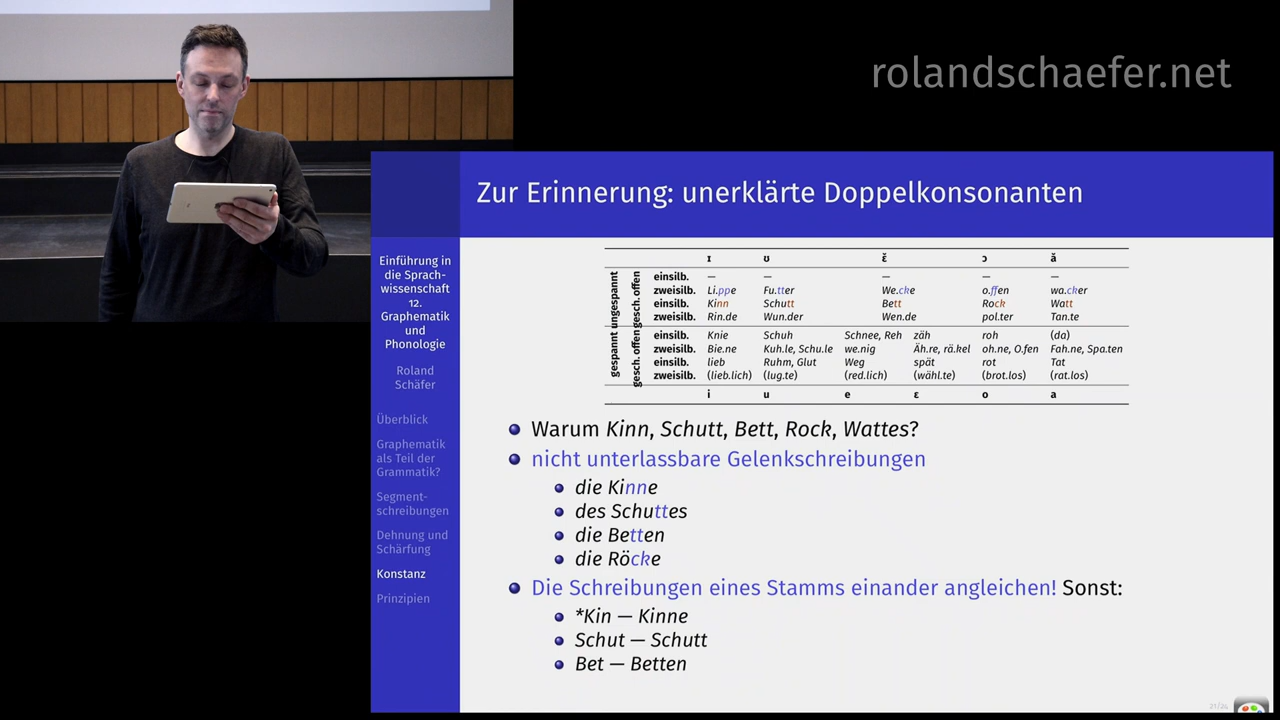 rolandschaefer.net
Zur Erinnerung: unerklärte Doppelkonsonanten
Einführung in
die Sprach-
wissenschaft
12.
Graphematik
und
Phonologie
Roland
Schäfer
Überblick
Graphematik
als Teil der
Grammatik?
Segment-
schreibungen
Dehnung und
Schärfung
Konstanz
Prinzipien
ɪ ʊ ɛ̆ ɔ ă
ungespannt
offen
einsilb. — — — — —
zweisilb. Li.ppe Fu.tter We.cke o.ffen wa.cker
gesch.
einsilb. Kinn Schutt Bett Rock Watt
zweisilb. Rin.de Wun.der Wen.de pol.ter Tan.te
gespannt
offen
einsilb. Knie Schuh Schnee, Reh zäh roh (da)
zweisilb. Bie.ne Kuh.le, Schu.le we.nig Äh.re, rä.kel oh.ne, O.fen Fah.ne, Spa.ten
gesch.
einsilb. lieb Ruhm, Glut Weg spät rot Tat
zweisilb. (lieb.lich) (lug.te) (red.lich) (wähl.te) (brot.los) (rat.los)
i u e ɛ o a
Warum Kinn, Schutt, Bett, Rock, Wattes?
nicht unterlassbare Gelenkschreibungen
die Kinne
des Schuttes
die Betten
die Röcke
Die Schreibungen eines Stamms einander angleichen! Sonst:
*Kin — Kinne
Schut — Schutt
Bet — Betten
21/24